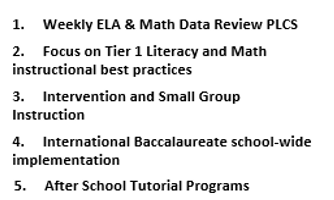 1. Weekly ELA & Math Data Review PLCS
2. Focus on Tier 1 Literacy and Math
instructional best practices
3. Intervention and Small Group
Instruction
4. International Baccalaureate school-wide
implementation
5. After School Tutorial Programs